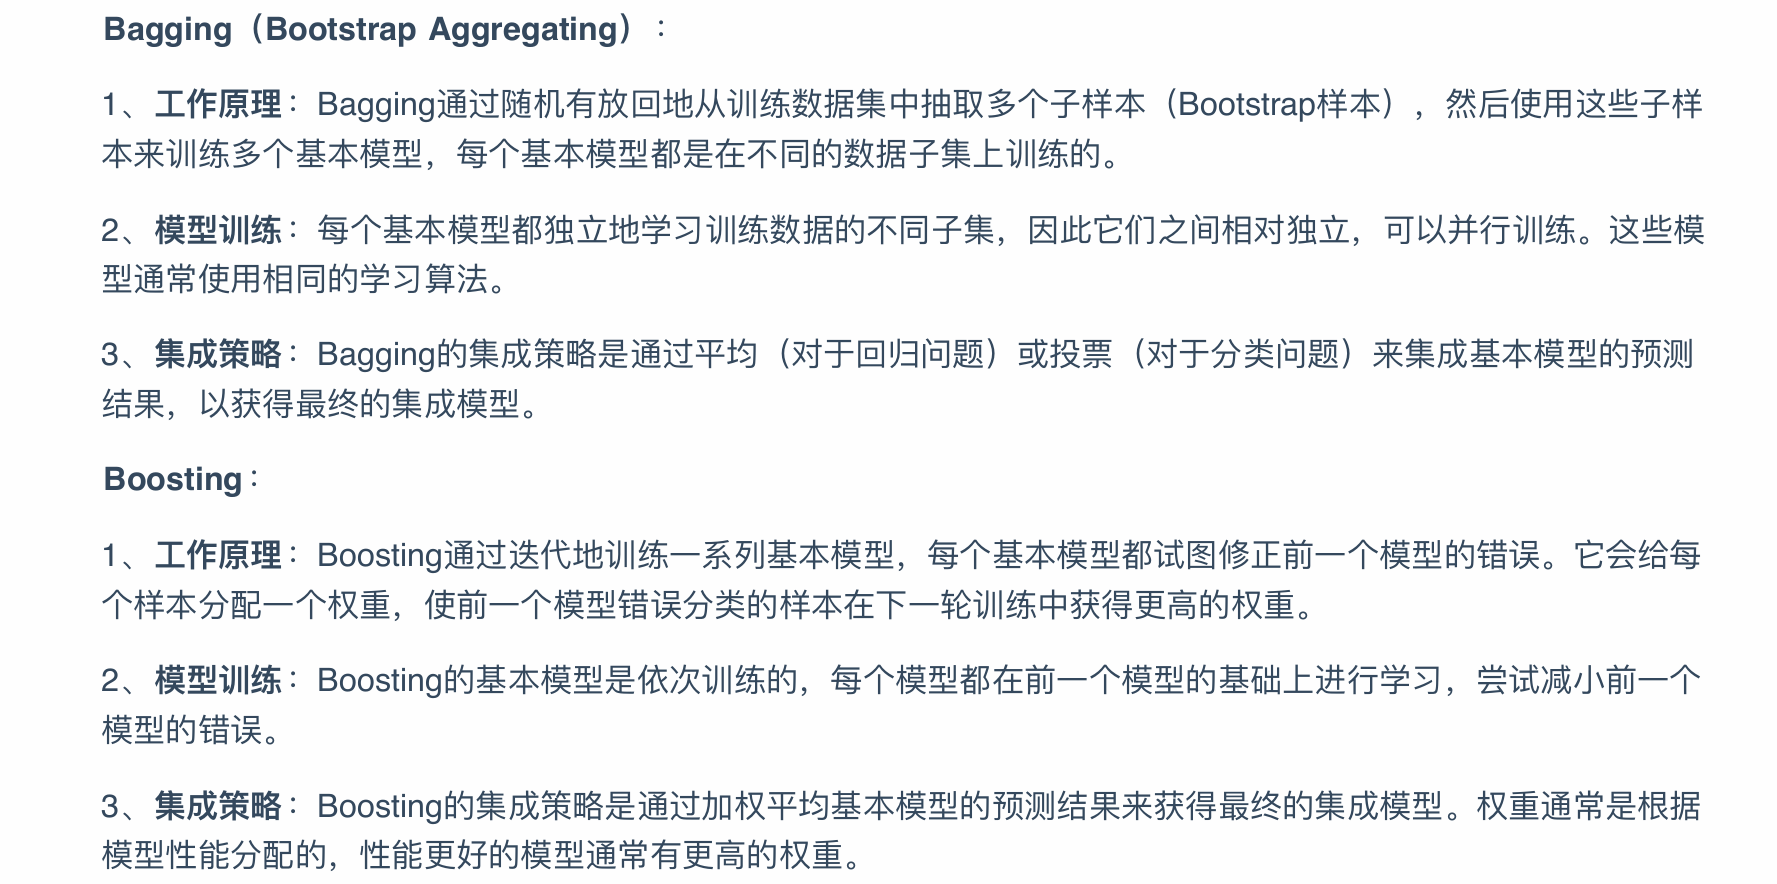 Bagging（Bootstrap Aggregating）：
1、工作原理：Bagging通过随机有放回地从训练数据集中抽取多个子样本（Bootstrap样本），然后使用这些子样
本来训练多个基本模型，每个基本模型都是在不同的数据子集上训练的。
2、模型训练：每个基本模型都独立地学习训练数据的不同子集，因此它们之间相对独立，可以并行训练。这些模
型通常使用相同的学习算法。
3、集成策略：Bagging的集成策略是通过平均（对于回归问题）或投票（对于分类问题）来集成基本模型的预测
结果，以获得最终的集成模型。
Boosting：
1、工作原理：Boosting通过迭代地训练一系列基本模型，每个基本模型都试图修正前一个模型的错误。它会给每
个样本分配一个权重，使前一个模型错误分类的样本在下一轮训练中获得更高的权重。
2、模型训练：Boosting的基本模型是依次训练的，每个模型都在前一个模型的基础上进行学习，尝试减小前一个
模型的错误。
3、集成策略：Boosting的集成策略是通过加权平均基本模型的预测结果来获得最终的集成模型。权重通常是根据
模型性能分配的，性能更好的模型通常有更高的权重。